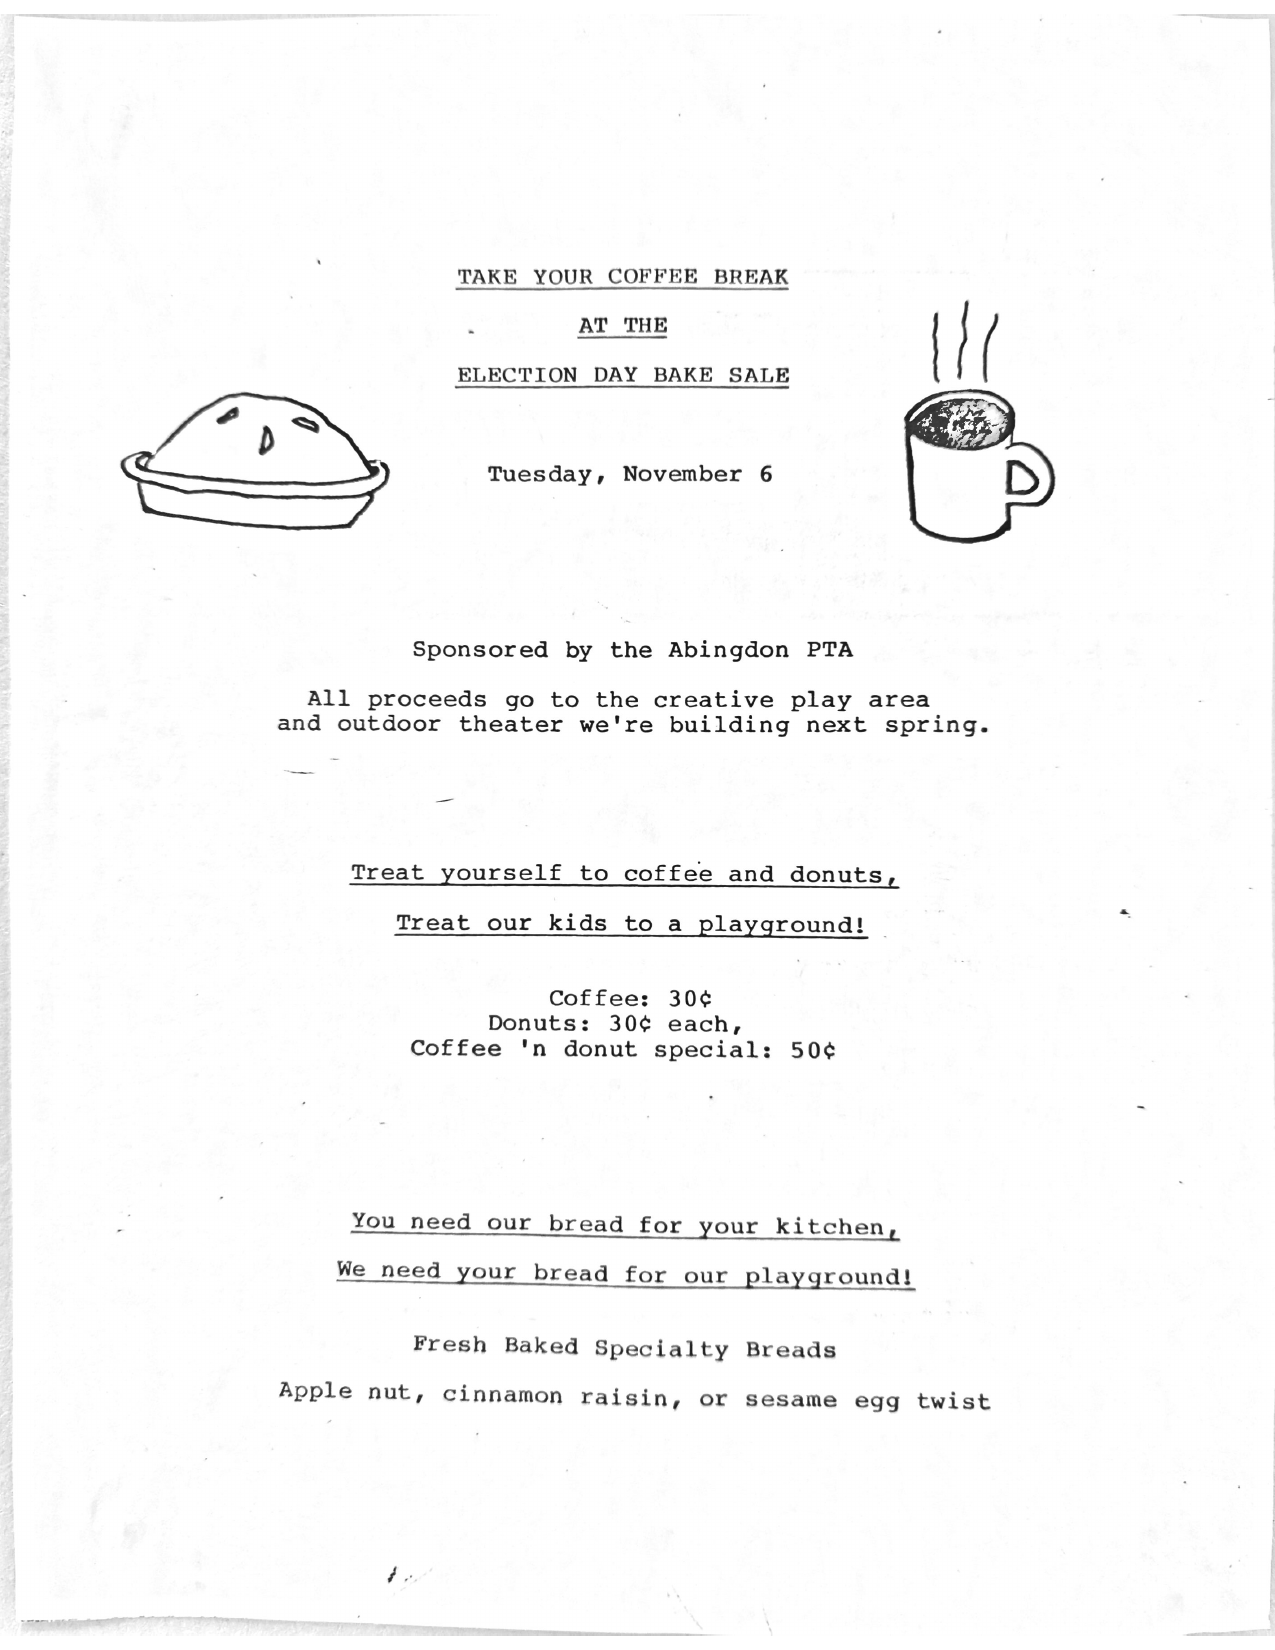 TAKE YOUR COFFEE BREAK
AT THE
ELECTION DAY BAKE SALE
Tuesday, November 6
Sponsored by the Abingdon PTA
All proceeds go to the creative play area
and outdoor theater we're building next spring.
Treat yourself to coffee and donuts,
Treat our kids to a playground!
Coffee: 30¢
Donuts: 30¢ each,
Coffee 'n donut special: 50¢
You need our bread for your kitchen,
We need your bread for our playground!
Fresh Baked Specialty Breads
Apple nut, cinnamon raisin, or sesame egg twist